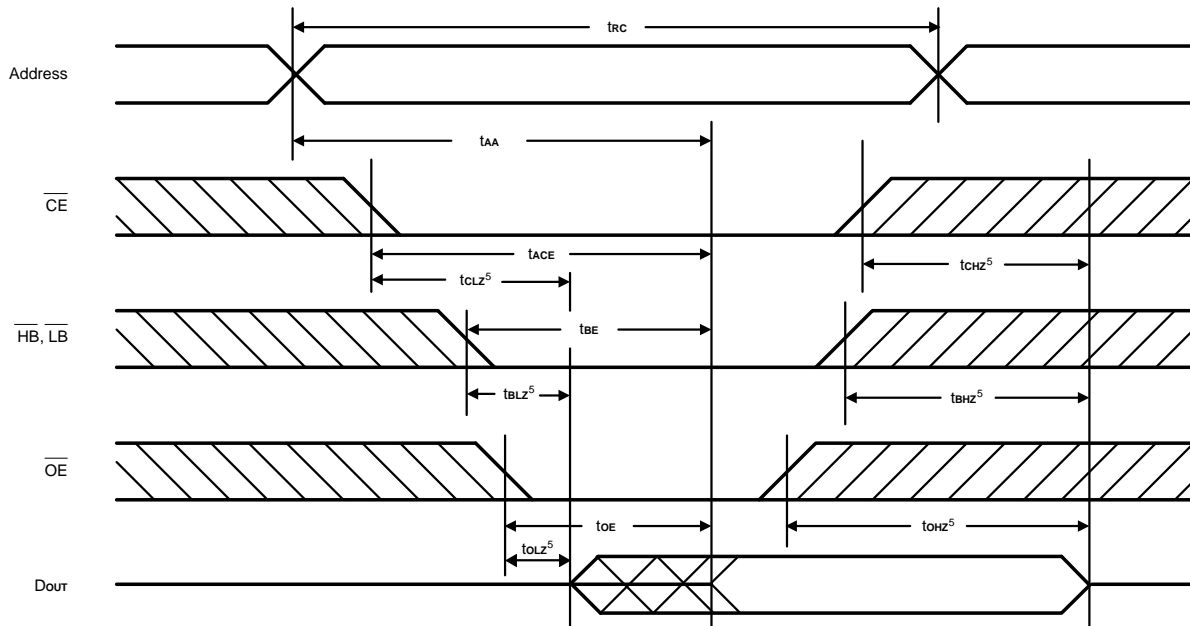 tRC
Address
tAA
CE
tACE
tCHZ5
tCLZ5
HB, LB
tBE
tBLZ5
tBHZ5
OE
tOE
tOHZ5
tOLZ5
DOUT